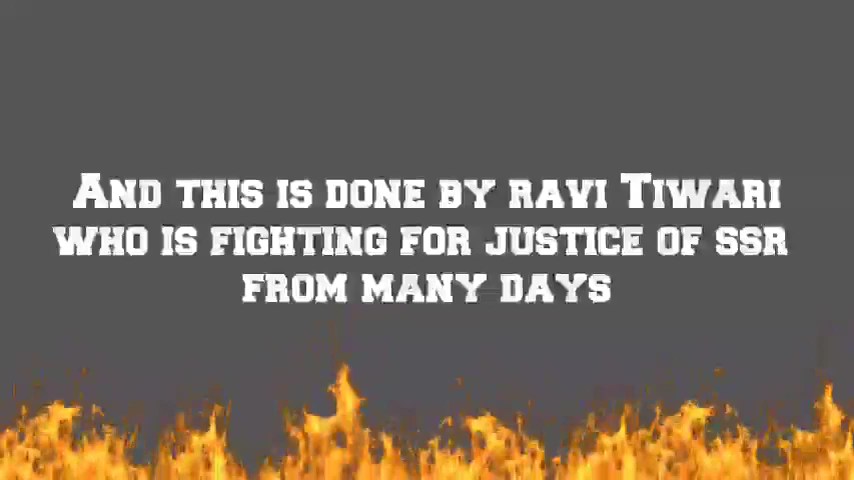 And this is done by ravi Tiwari
who is fighting for justice of ssr
from many days